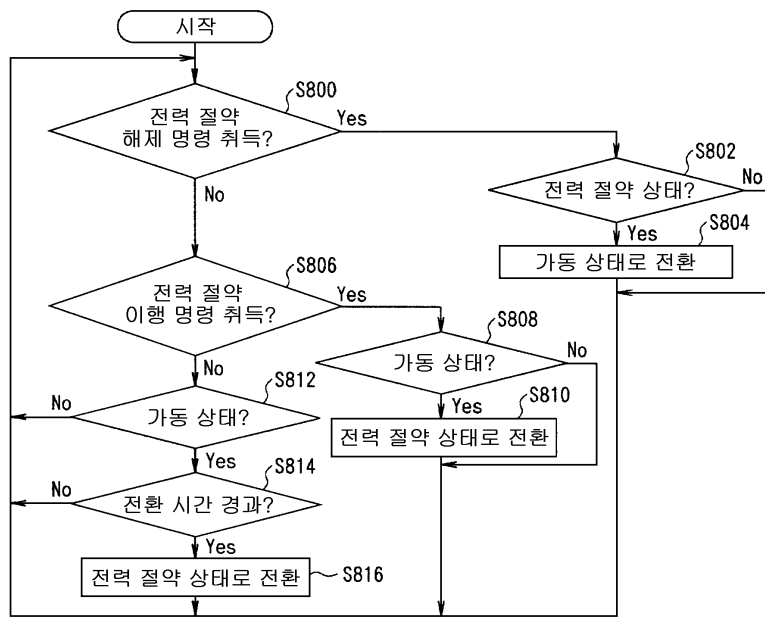 시작
S800
전력 절약
해제 명령 취득?
Yes
No
S802
전력 절약 상태?
No
Yes
S804
가동 상태로 전환
S806
전력 절약
이행 명령 취득?
Yes
No
S808
가동 상태?
No
Yes
S810
전력 절약 상태로 전환
S812
가동 상태?
No
Yes
S814
전환 시간 경과?
No
Yes
전력 절약 상태로 전환
S816